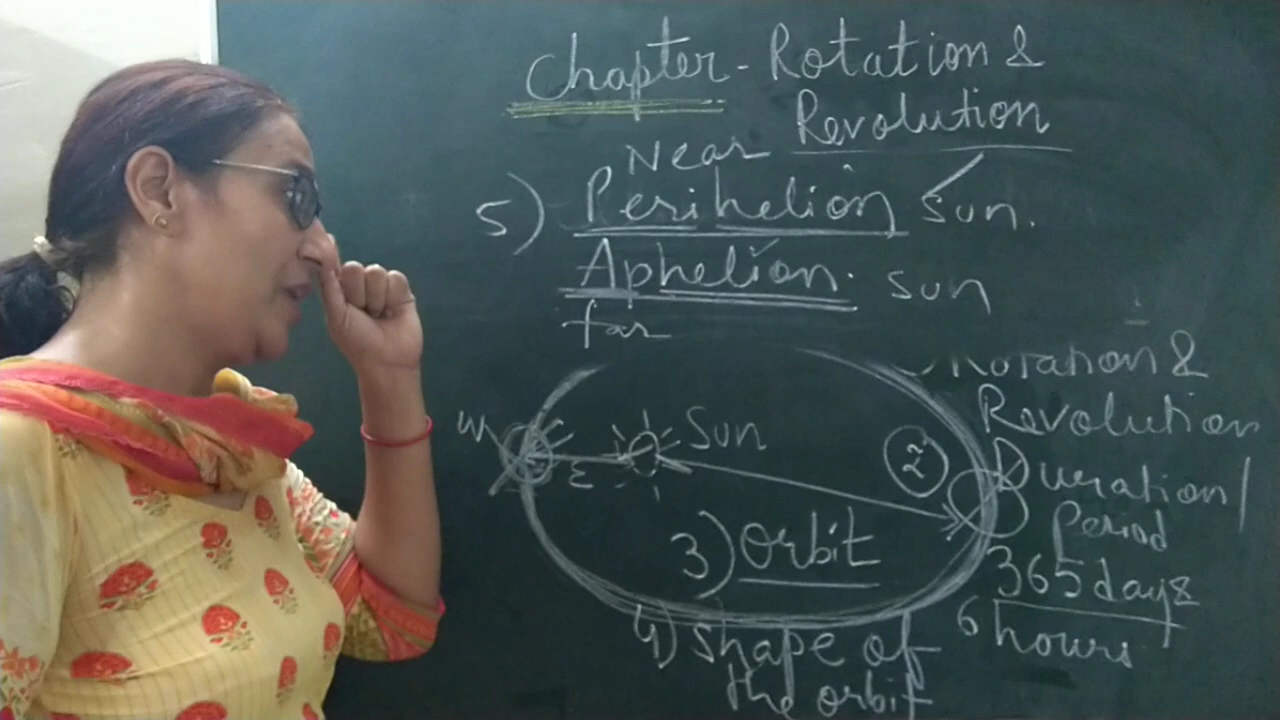 Chapter - Rotation &
Revolution
Near
5) Perihelion Sun.
Aphelion. Sun
far
Rotation &
Revolution
W
E
Sun
2
Dueration/
Period
3) Orbit
365 days
6 hours
4) Shape of
the orbit